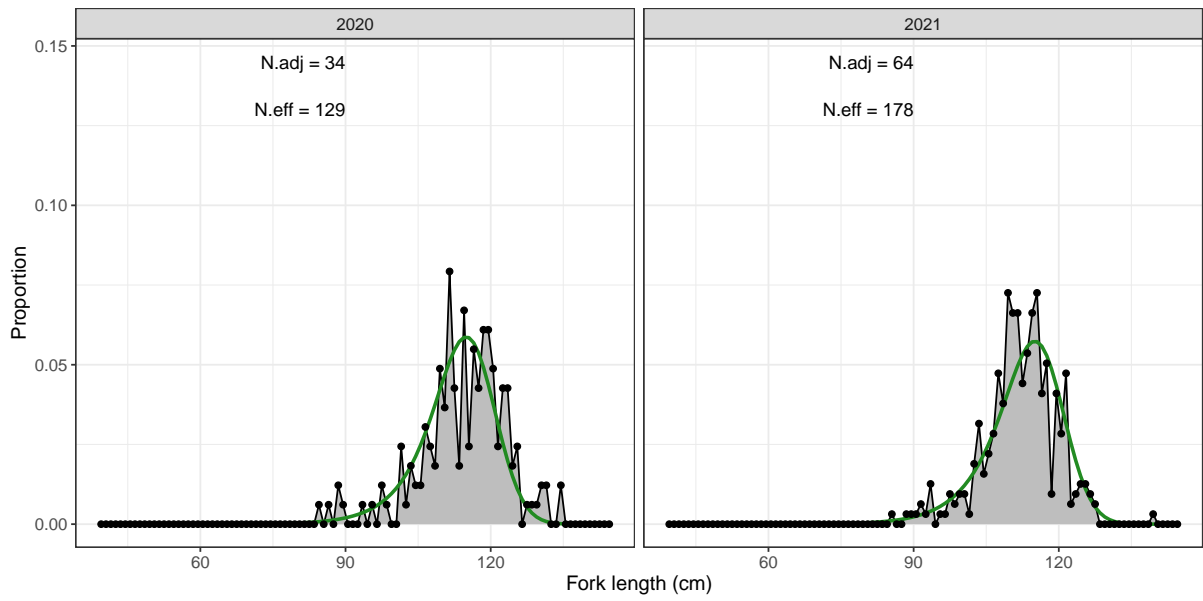 2020
2021
N.adj = 34
N.adj = 64
N.eff = 129
N.eff = 178
0.15
0.10
0.05
0.00
Proportion
60
90
120
60
90
120
Fork length (cm)